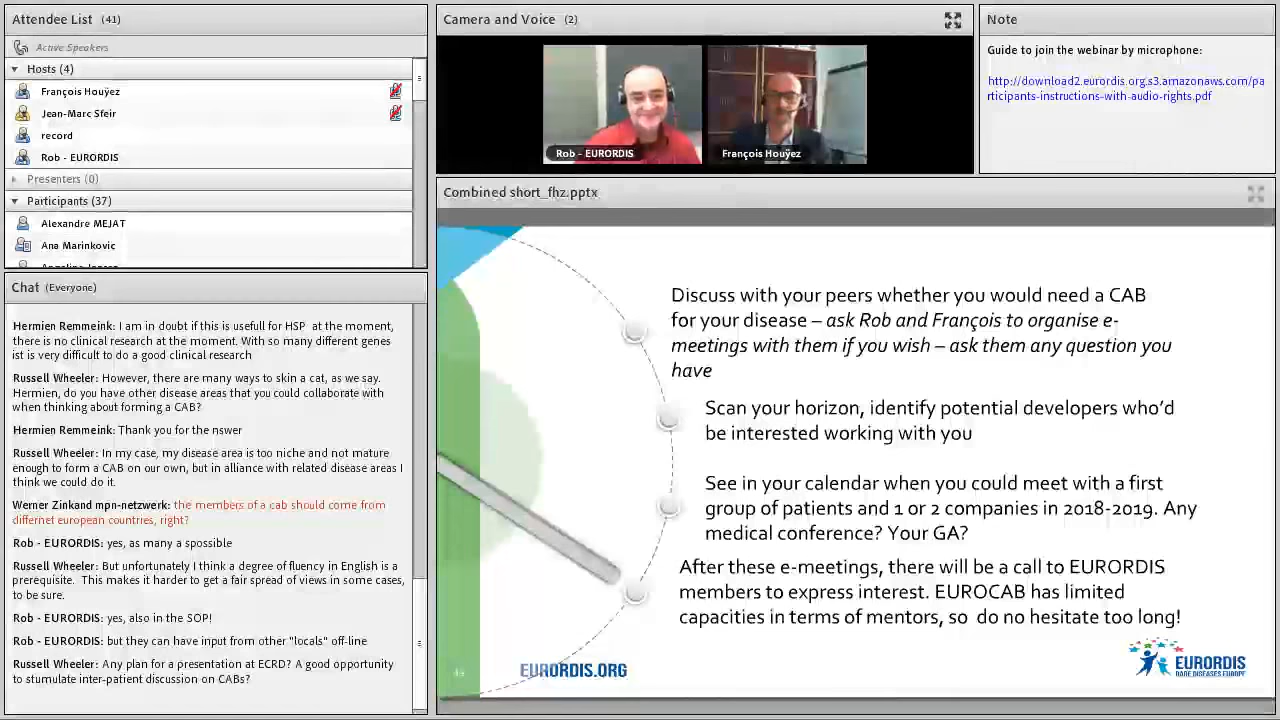 Attendee List (41)
Active Speakers
Hosts (4)
François Houÿez
Jean-Marc Sfeir
record
Rob - EURORDIS
Presenters (0)
Participants (37)
Alexandre MEJAT
Ana Marinkovic
Chat (Everyone)
Hermien Remmeink: I am in doubt if this is usefull for HSP at the moment,
there is no clinical research at the moment. With so many different genes
ist is very difficult to do a good clinical research
Russell Wheeler: However, there are many ways to skin a cat, as we say.
Hermien, do you have other disease areas that you could collaborate with
when thinking about forming a CAB?
Hermien Remmeink: Thank you for the nswer
Russell Wheeler: In my case, my disease area is too niche and not mature
enough to form a CAB on our own, but in alliance with related disease areas I
think we could do it.
Werner Zinkand mpn-netzwerk: the members of a cab should come from
differnet european countres, right?
Rob - EURORDIS: yes, as many a spossible
Russell Wheeler: But unfortunately I think a degree of fluency in English is a
prerequisite. This makes it harder to get a fair spread of views in some cases,
to be sure.
Rob - EURORDIS: yes, also in the SOP!
Rob - EURORDIS: but they can have input from other "locals" off-line
Russell Wheeler: Any plan for a presentation at ECRD? A good opportunity
to stumulate inter-patient discussion on CABs?
Camera and Voice (2)
Rob - EURORDIS
François Houÿez
Note
Guide to join the webinar by microphone:
http://download2.eurordis.org.s3.amazonaws.com/pa
rticipants-instructions-with-audio-rights.pdf
Combined short_fhz.pptx
Discuss with your peers whether you would need a CAB
for your disease – ask Rob and François to organise e-
meetings with them if you wish – ask them any question you
have
Scan your horizon, identify potential developers who'd
be interested working with you
See in your calendar when you could meet with a first
group of patients and 1 or 2 companies in 2018-2019. Any
medical conference? Your GA?
After these e-meetings, there will be a call to EURORDIS
members to express interest. EUROCAB has limited
capacities in terms of mentors, so do no hesitate too long!
EURORDIS.ORG
EURORDIS
RARE DISEASES EUROPE